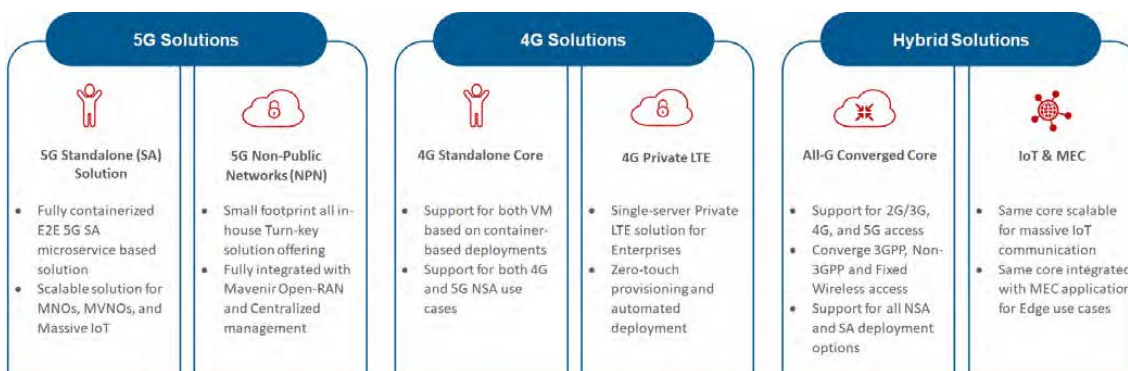 5G Solutions
5G Standalone (SA)
Solution
• Fully containerized
E2E 5G SA
microservice based
solution
• Scalable solution for
MNOs, MVNOs, and
Massive IoT
5G Non-Public
Networks (NPN)
• Small footprint all in-
house Turn-key
solution offering
• Fully integrated with
Mavenir Open-RAN
and Centralized
management
4G Solutions
4G Standalone Core
• Support for both VM
based on container-
based deployments
• Support for both 4G
and 5G NSA use
cases
4G Private LTE
• Single-server Private
LTE solution for
Enterprises
• Zero-touch
provisioning and
automated
deployment
Hybrid Solutions
All-G Converged Core
• Support for 2G/3G,
4G, and 5G access
• Converge 3GPP, Non-
3GPP and Fixed
Wireless access
• Support for all NSA
and SA deployment
options
IoT & MEC
• Same core scalable
for massive IoT
communication
• Same core integrated
with MEC application
for Edge use cases